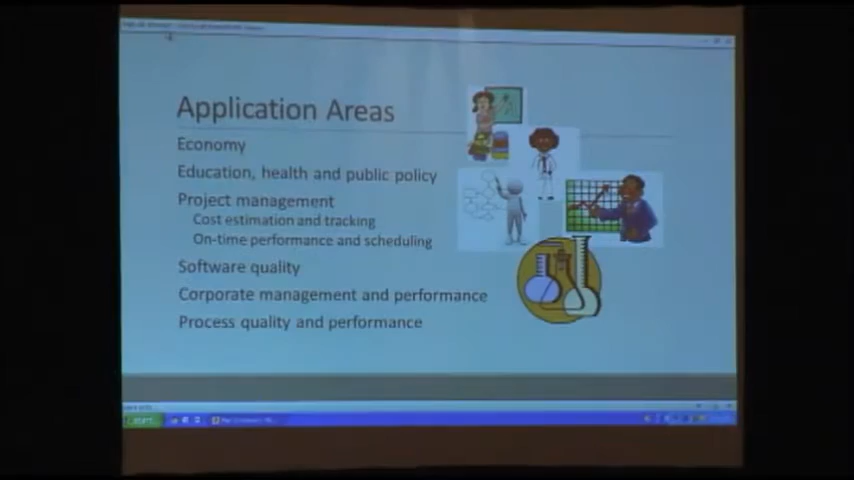 Application Areas
Economy
Education, health and public policy
Project management
Cost estimation and tracking
On-time performance and scheduling
Software quality
Corporate management and performance
Process quality and performance